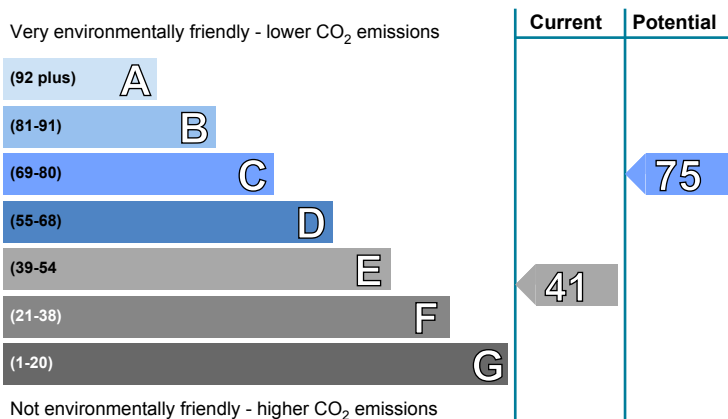 Current Potential
Very environmentally friendly - lower CO2 emissions
(92 plus) A
(81-91) B
(69-80) C 75
(55-68) D
(39-54 E 41
(21-38) F
(1-20) G
Not environmentally friendly - higher CO2 emissions